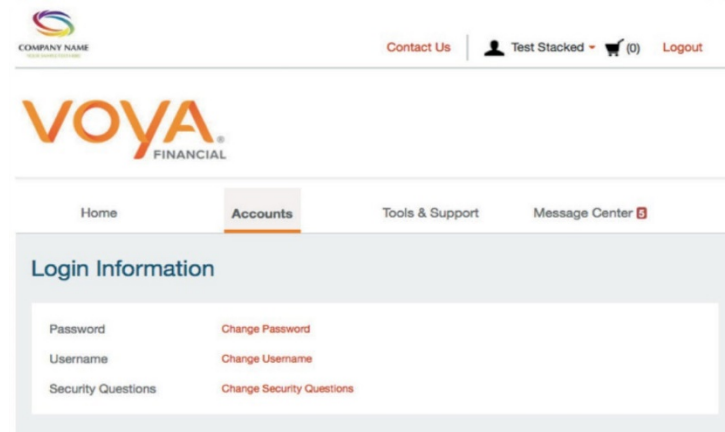 COMPANY NAME
Contact Us
Test Stacked
(0)
Logout
VOYA
FINANCIAL
Home
Accounts
Tools & Support
Message Center 5
Login Information
Password Change Password
Username Change Username
Security Questions Change Security Questions